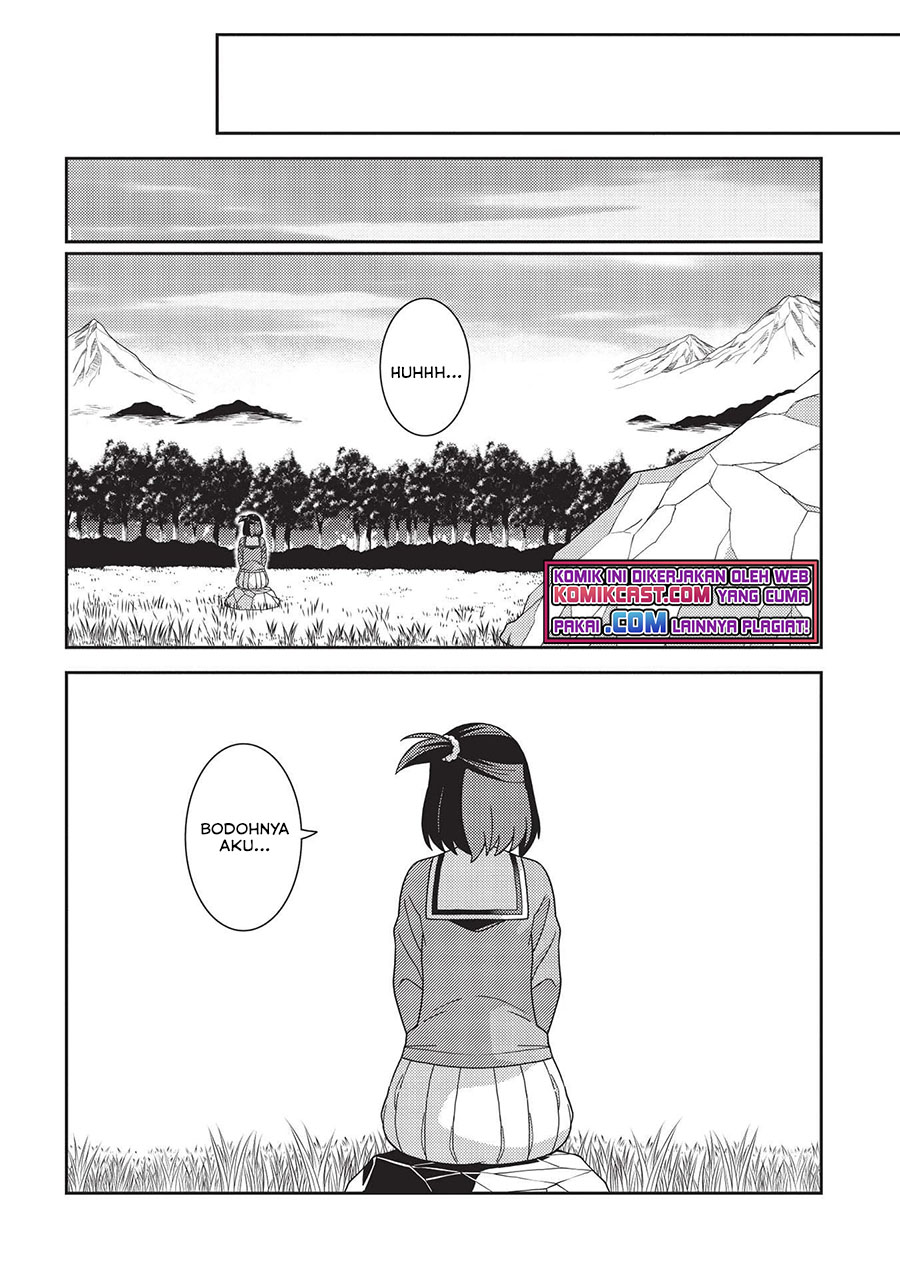 HUHHH...
KOMIK INI DIKERJAKAN OLEH WEB
KOMIKCAST.COM YANG CUMA
PAKAI .COM LAINNYA PLAGIAT!
BODOHNYA
AKU...